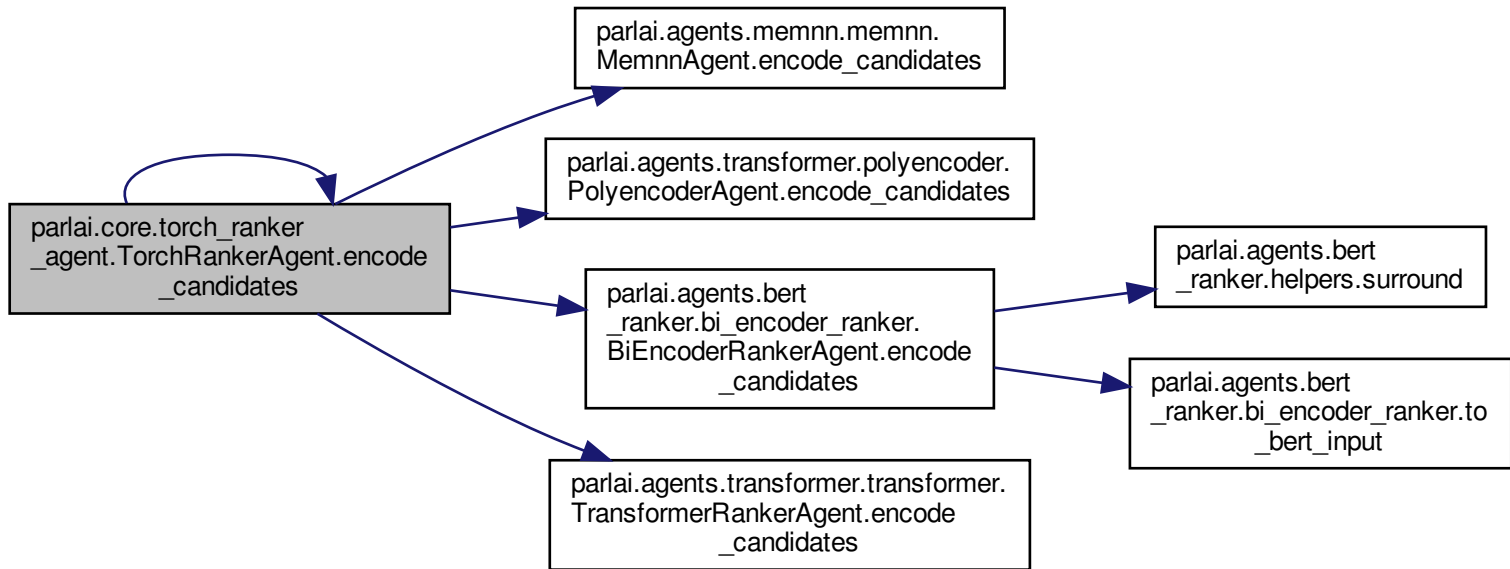 parlai.agents.memnn.memnn.
MemnnAgent.encode_candidates
parlai.agents.transformer.polyencoder.
PolyencoderAgent.encode_candidates
parlai.core.torch_ranker
_agent.TorchRankerAgent.encode
_candidates
parlai.agents.bert
_ranker.bi_encoder_ranker.
BiEncoderRankerAgent.encode
_candidates
parlai.agents.bert
_ranker.helpers.surround
parlai.agents.bert
_ranker.bi_encoder_ranker.to
_bert_input
parlai.agents.transformer.transformer.
TransformerRankerAgent.encode
_candidates